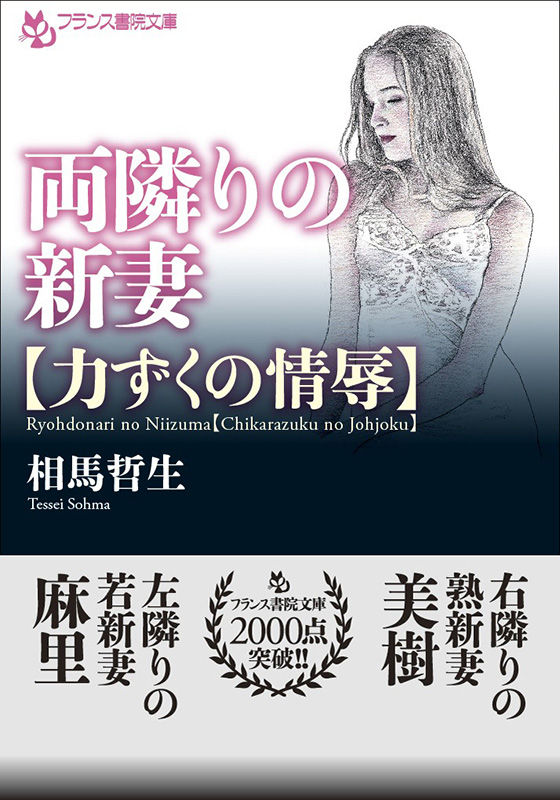 フランス書院文庫
両隣りの
新妻
【力ずくの情辱】
Ryohdonari no Niizuma【Chikarazuku no Johjoku】
相馬哲生
Tessei Sohma
右隣りの
熟新妻
美樹
フランス書院文庫
2000点
突破!!
左隣りの
若新妻
麻里